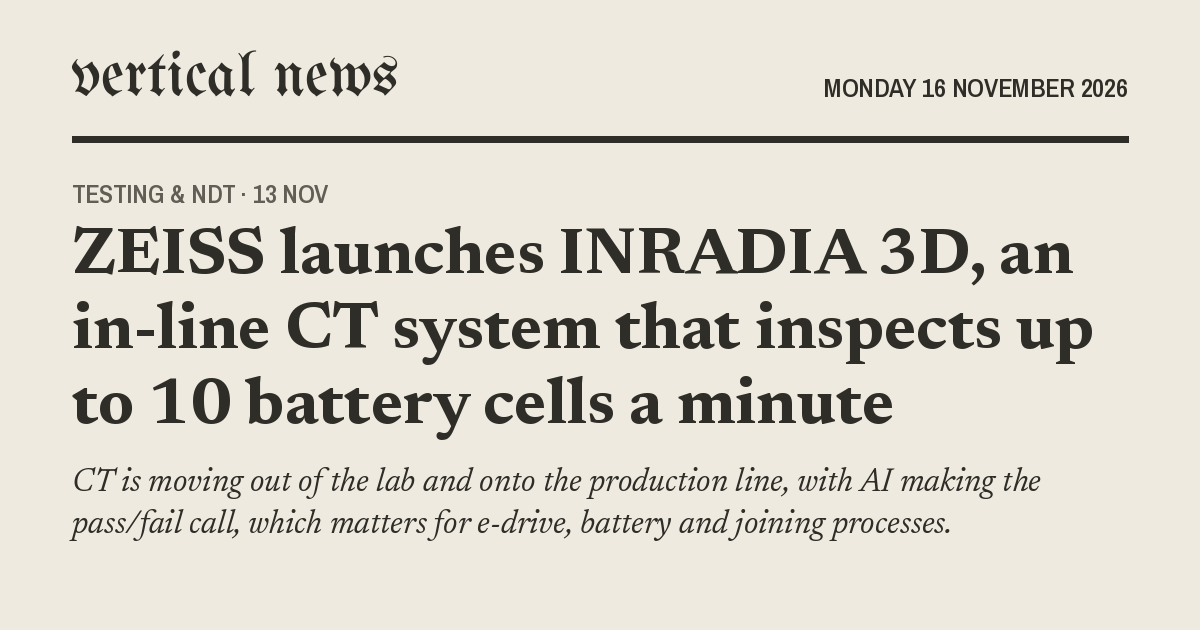 vertical news
MONDAY 16 NOVEMBER 2026
TESTING & NDT · 13 NOV
ZEISS launches INRADIA 3D, an
in-line CT system that inspects up
to 10 battery cells a minute
CT is moving out of the lab and onto the production line, with AI making the
pass/fail call, which matters for e-drive, battery and joining processes.